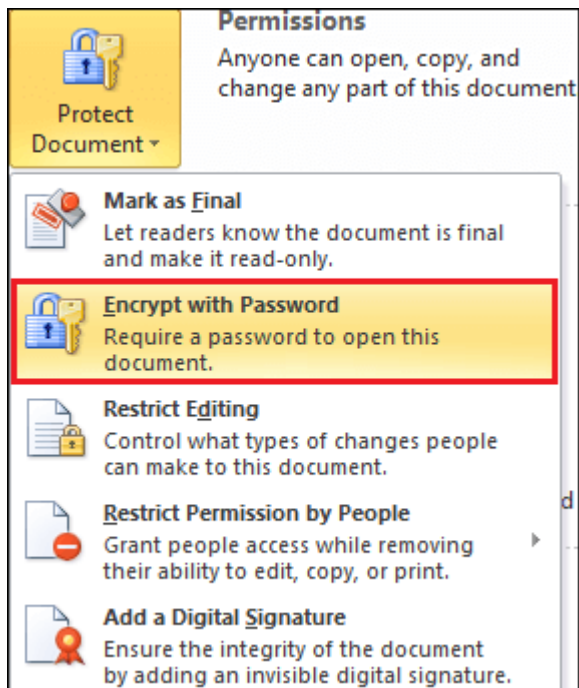 Permissions
Anyone can open, copy, and
change any part of this document
Protect
Document
Mark as Final
Let readers know the document is final
and make it read-only.
Encrypt with Password
Require a password to open this
document.
Restrict Editing
Control what types of changes people
can make to this document.
d
Restrict Permission by People
Grant people access while removing
their ability to edit, copy, or print.
Add a Digital Signature
Ensure the integrity of the document
by adding an invisible digital signature.